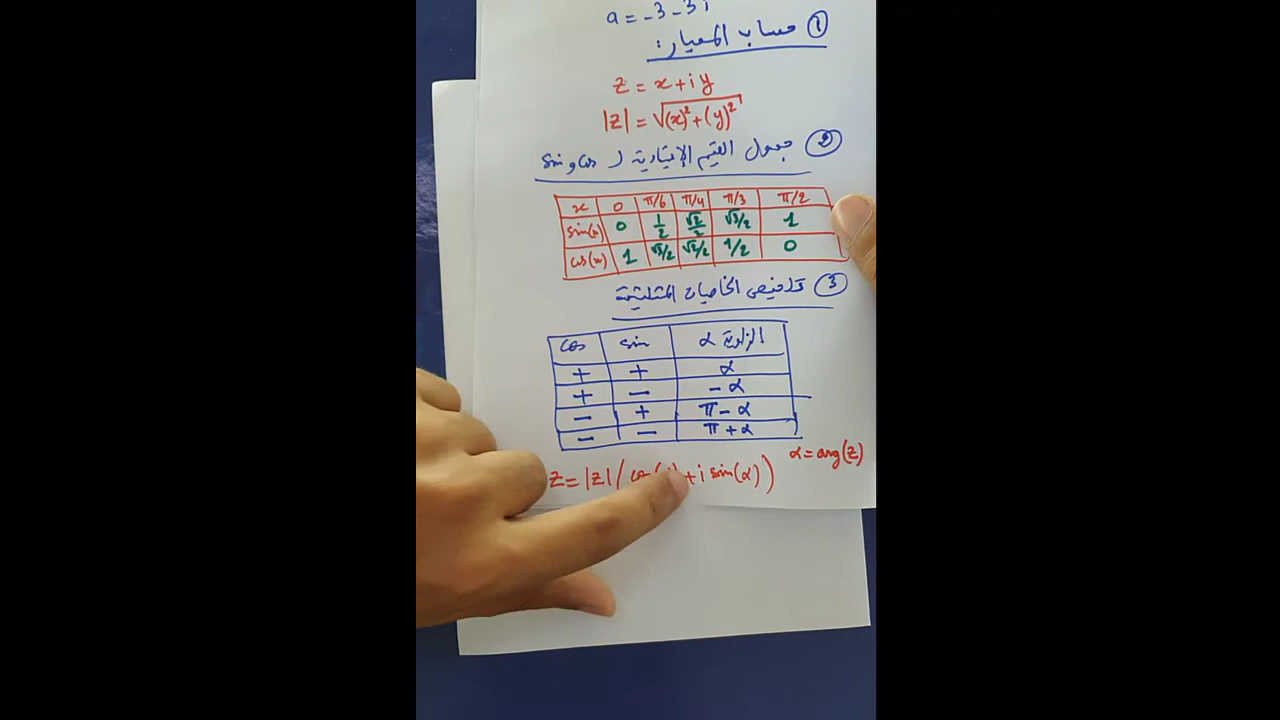 a = -3 - 3i
① حساب المعيار:
z = x + iy
|z| = √(x)² + (y)²
② جدول القيم الإعتيادية لـ cos و sin
x 0 π/6 π/4 π/3 π/2
sin(x) 0 1/2 √2/2 √3/2 1
cos(x) 1 √3/2 √2/2 1/2 0
③ تلخيص الخاصيات المثلثية
cos sin الزاوية α
+ + α
+ - -α
- + π - α
- - π + α
α = arg(z)
z = |z| ( + i sin(α))